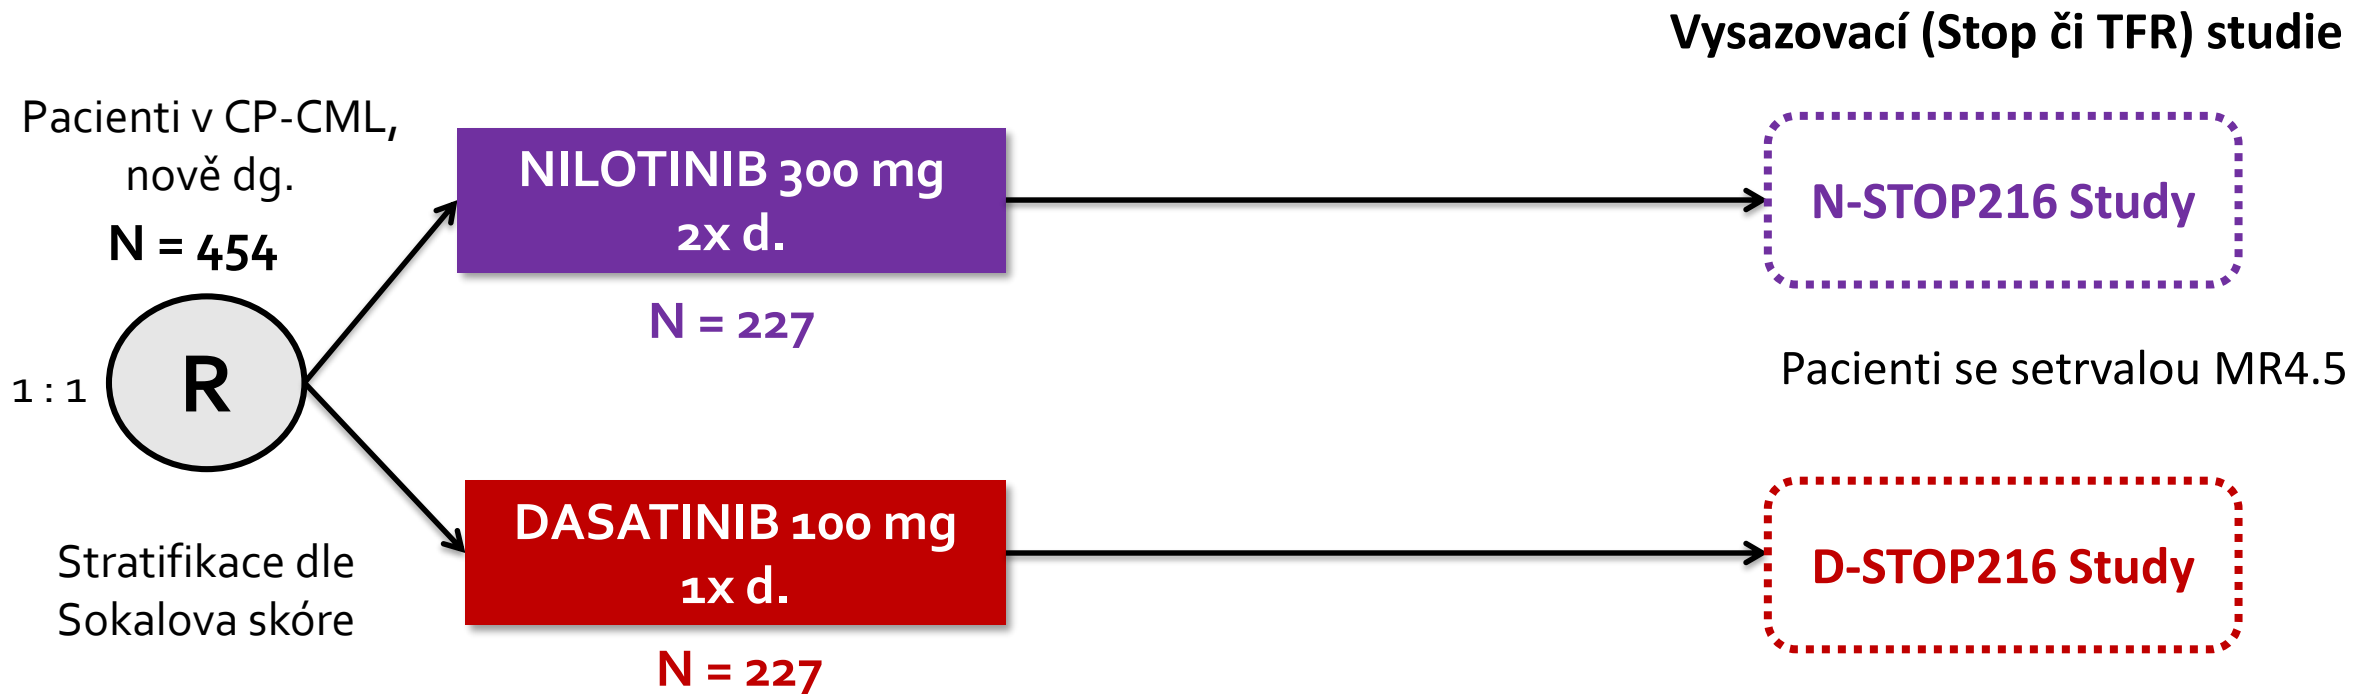 Vysazovací (Stop či TFR) studie
Pacienti v CP-CML,
nově dg.
N = 454
1 : 1
R
Stratifikace dle
Sokalova skóre
NILOTINIB 300 mg
2x d.
N = 227
DASATINIB 100 mg
1x d.
N = 227
N-STOP216 Study
Pacienti se setrvalou MR4.5
D-STOP216 Study